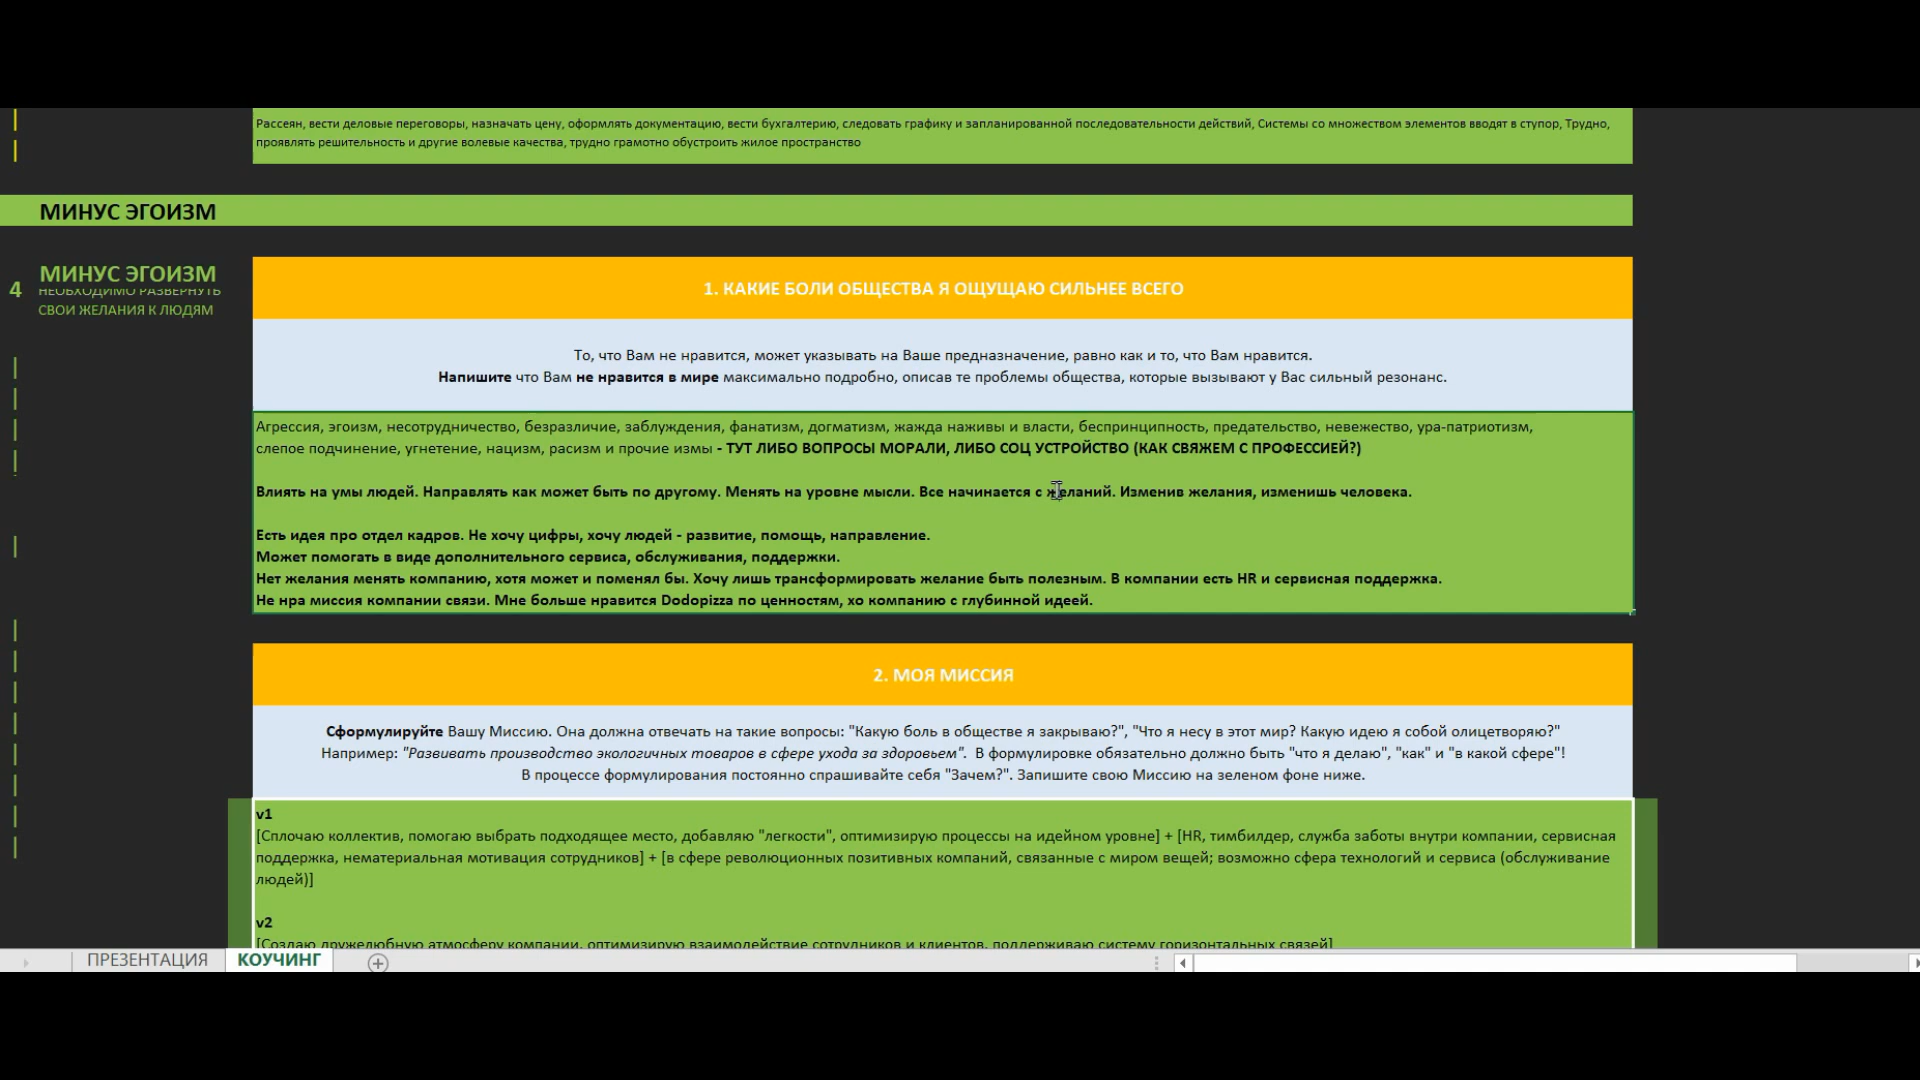 Рассеян, вести деловые переговоры, назначать цену, оформлять документацию, вести бухгалтерию, следовать графику и запланированной последовательности действий, Системы со множеством элементов вводят в ступор, Трудно,
проявлять решительность и другие волевые качества, трудно грамотно обустроить жилое пространство
МИНУС ЭГОИЗМ
4
МИНУС ЭГОИЗМ
НЕОБХОДИМО РАЗВЕРНУТЬ
СВОИ ЖЕЛАНИЯ К ЛЮДЯМ
1. КАКИЕ БОЛИ ОБЩЕСТВА Я ОЩУЩАЮ СИЛЬНЕЕ ВСЕГО
То, что Вам не нравится, может указывать на Ваше предназначение, равно как и то, что Вам нравится.
Напишите что Вам не нравится в мире максимально подробно, описав те проблемы общества, которые вызывают у Вас сильный резонанс.
Агрессия, эгоизм, несотрудничество, безразличие, заблуждения, фанатизм, догматизм, жажда наживы и власти, беспринципность, предательство, невежество, ура-патриотизм,
слепое подчинение, угнетение, нацизм, расизм и прочие измы - ТУТ ЛИБО ВОПРОСЫ МОРАЛИ, ЛИБО СОЦ УСТРОЙСТВО (КАК СВЯЖЕМ С ПРОФЕССИЕЙ?)
Влиять на умы людей. Направлять как может быть по другому. Менять на уровне мысли. Все начинается с желаний. Изменив желания, изменишь человека.
Есть идея про отдел кадров. Не хочу цифры, хочу людей - развитие, помощь, направление.
Может помогать в виде дополнительного сервиса, обслуживания, поддержки.
Нет желания менять компанию, хотя может и поменял бы. Хочу лишь трансформировать желание быть полезным. В компании есть HR и сервисная поддержка.
Не нра миссия компании связи. Мне больше нравится Dodopizza по ценностям, хо компанию с глубинной идеей.
2. МОЯ МИССИЯ
Сформулируйте Вашу Миссию. Она должна отвечать на такие вопросы: "Какую боль в обществе я закрываю?", "Что я несу в этот мир? Какую идею я собой олицетворяю?"
Например: "Развивать производство экологичных товаров в сфере ухода за здоровьем". В формулировке обязательно должно быть "что я делаю", "как" и "в какой сфере"!
В процессе формулирования постоянно спрашивайте себя "Зачем?". Запишите свою Миссию на зеленом фоне ниже.
v1
[Сплочаю коллектив, помогаю выбрать подходящее место, добавляю "легкости", оптимизирую процессы на идейном уровне] + [HR, тимбилдер, служба заботы внутри компании, сервисная
поддержка, нематериальная мотивация сотрудников] + [в сфере революционных позитивных компаний, связанные с миром вещей; возможно сфера технологий и сервиса (обслуживание
людей)]
v2
[Создаю дружелюбную атмосферу компании, оптимизирую взаимодействие сотрудников и клиентов, поддерживаю систему горизонтальных связей]
ПРЕЗЕНТАЦИЯ
КОУЧИНГ